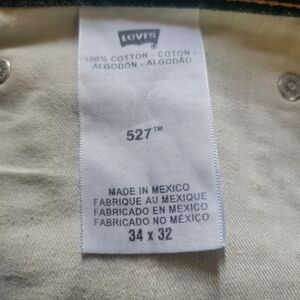 LEVI'S
100% COTTON - COTON -
ALGODÓN - ALGODÃO
527™
MADE IN MEXICO
FABRIQUE AU MEXIQUE
FABRICADO EN MEXICO
FABRICADO NO MÉXICO
34 x 32